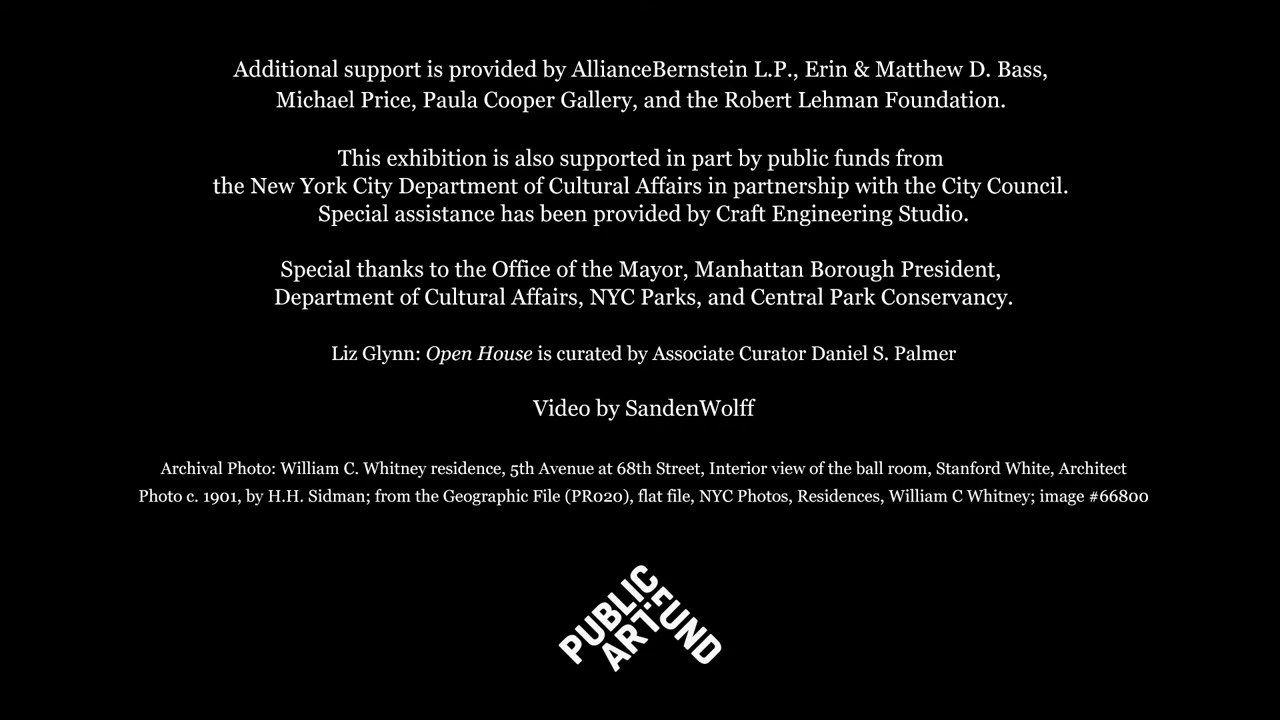 Additional support is provided by AllianceBernstein L.P., Erin & Matthew D. Bass,
Michael Price, Paula Cooper Gallery, and the Robert Lehman Foundation.
This exhibition is also supported in part by public funds from
the New York City Department of Cultural Affairs in partnership with the City Council.
Special assistance has been provided by Craft Engineering Studio.
Special thanks to the Office of the Mayor, Manhattan Borough President,
Department of Cultural Affairs, NYC Parks, and Central Park Conservancy.
Liz Glynn: Open House is curated by Associate Curator Daniel S. Palmer
Video by SandenWolff
Archival Photo: William C. Whitney residence, 5th Avenue at 68th Street, Interior view of the ball room, Stanford White, Architect
Photo c. 1901, by H.H. Sidman; from the Geographic File (PR020), flat file, NYC Photos, Residences, William C Whitney; image #66800
PUBLIC
ART
FUND